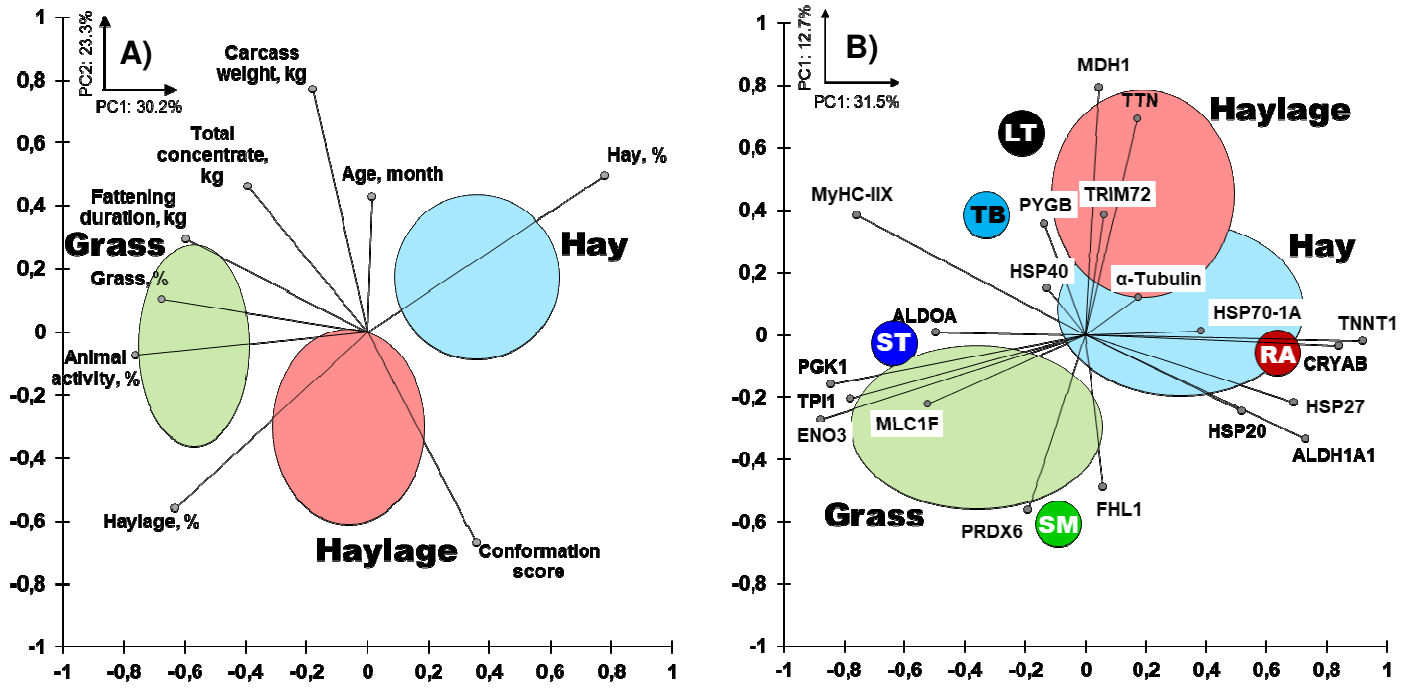 A)
PC2: 23.3%
PC1: 30.2%
1
0,8
0,6
0,4
0,2
0
-0,2
-0,4
-0,6
-0,8
-1
-1 -0,8 -0,6 -0,4 -0,2 0 0,2 0,4 0,6 0,8 1
Carcass
weight, kg
Total
concentrate,
kg
Age, month
Hay, %
Fattening
duration, kg
Grass
Hay
Grass, %
Animal
activity, %
Haylage, %
Haylage
Conformation
score
B)
PC1: 12.7%
PC1: 31.5%
1
0,8
0,6
0,4
0,2
0
-0,2
-0,4
-0,6
-0,8
-1
-1 -0,8 -0,6 -0,4 -0,2 0 0,2 0,4 0,6 0,8 1
MDH1
TTN
Haylage
LT
MyHC-IIX
TB
PYGB
TRIM72
Hay
HSP40
α-Tubulin
ALDOA
HSP70-1A
TNNT1
ST
RA
CRYAB
PGK1
TPI1
ENO3
MLC1F
HSP27
HSP20
ALDH1A1
Grass
PRDX6
SM
FHL1